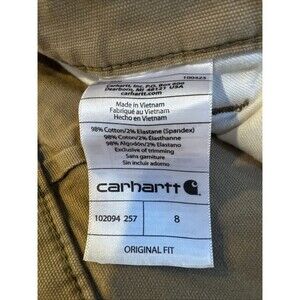 100323
Carhartt, Inc. P.O. Box 600
Dearborn, MI 48121 USA
carhartt.com
Made in Vietnam
Fabriqué au Vietnam
Hecho en Vietnam
98% Cotton/2% Elastane (Spandex)
98% Coton/2% Élasthanne
98% Algodón/2% Elastano
Exclusive of trimming
Sans garniture
Sin incluir adorno
carhartt
102094 257 8
ORIGINAL FIT